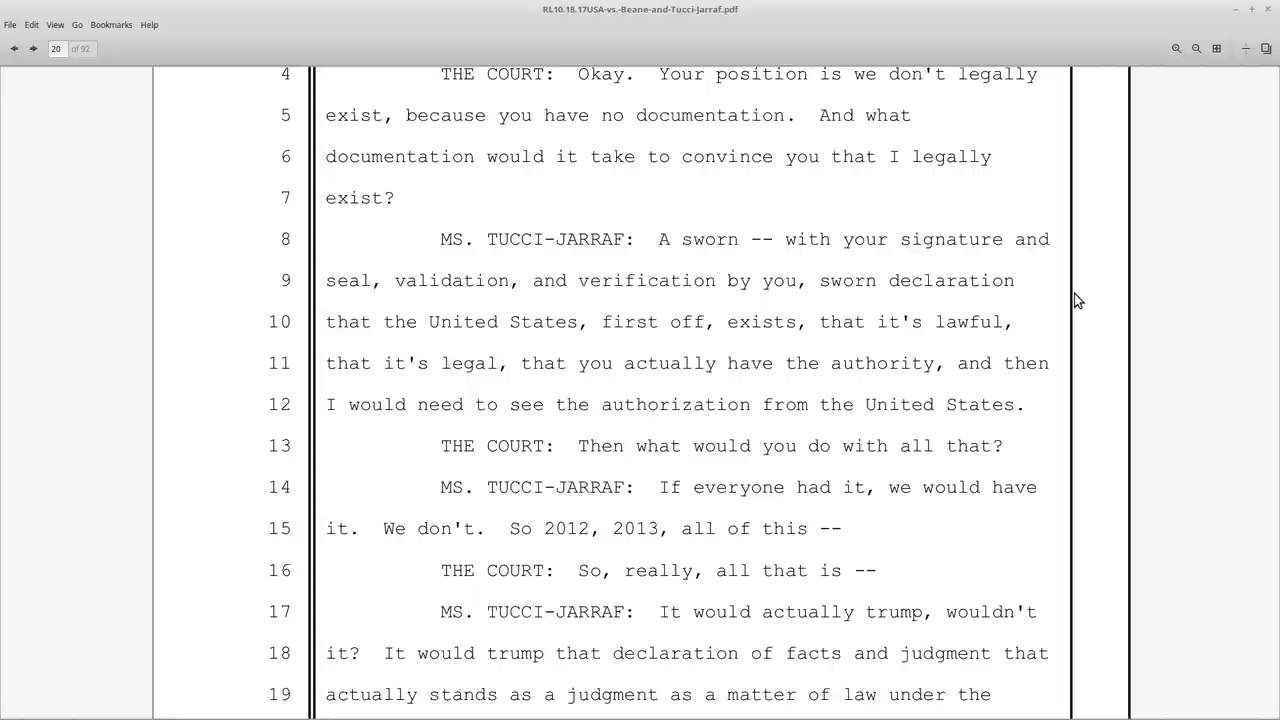 RL10.18.17USA-vs.-Beane-and-Tucci-Jarraf.pdf
File Edit View Go Bookmarks Help
20 of 92
4 THE COURT: Okay. Your position is we don't legally
5 exist, because you have no documentation. And what
6 documentation would it take to convince you that I legally
7 exist?
8 MS. TUCCI-JARRAF: A sworn -- with your signature and
9 seal, validation, and verification by you, sworn declaration
10 that the United States, first off, exists, that it's lawful,
11 that it's legal, that you actually have the authority, and then
12 I would need to see the authorization from the United States.
13 THE COURT: Then what would you do with all that?
14 MS. TUCCI-JARRAF: If everyone had it, we would have
15 it. We don't. So 2012, 2013, all of this --
16 THE COURT: So, really, all that is --
17 MS. TUCCI-JARRAF: It would actually trump, wouldn't
18 it? It would trump that declaration of facts and judgment that
19 actually stands as a judgment as a matter of law under the